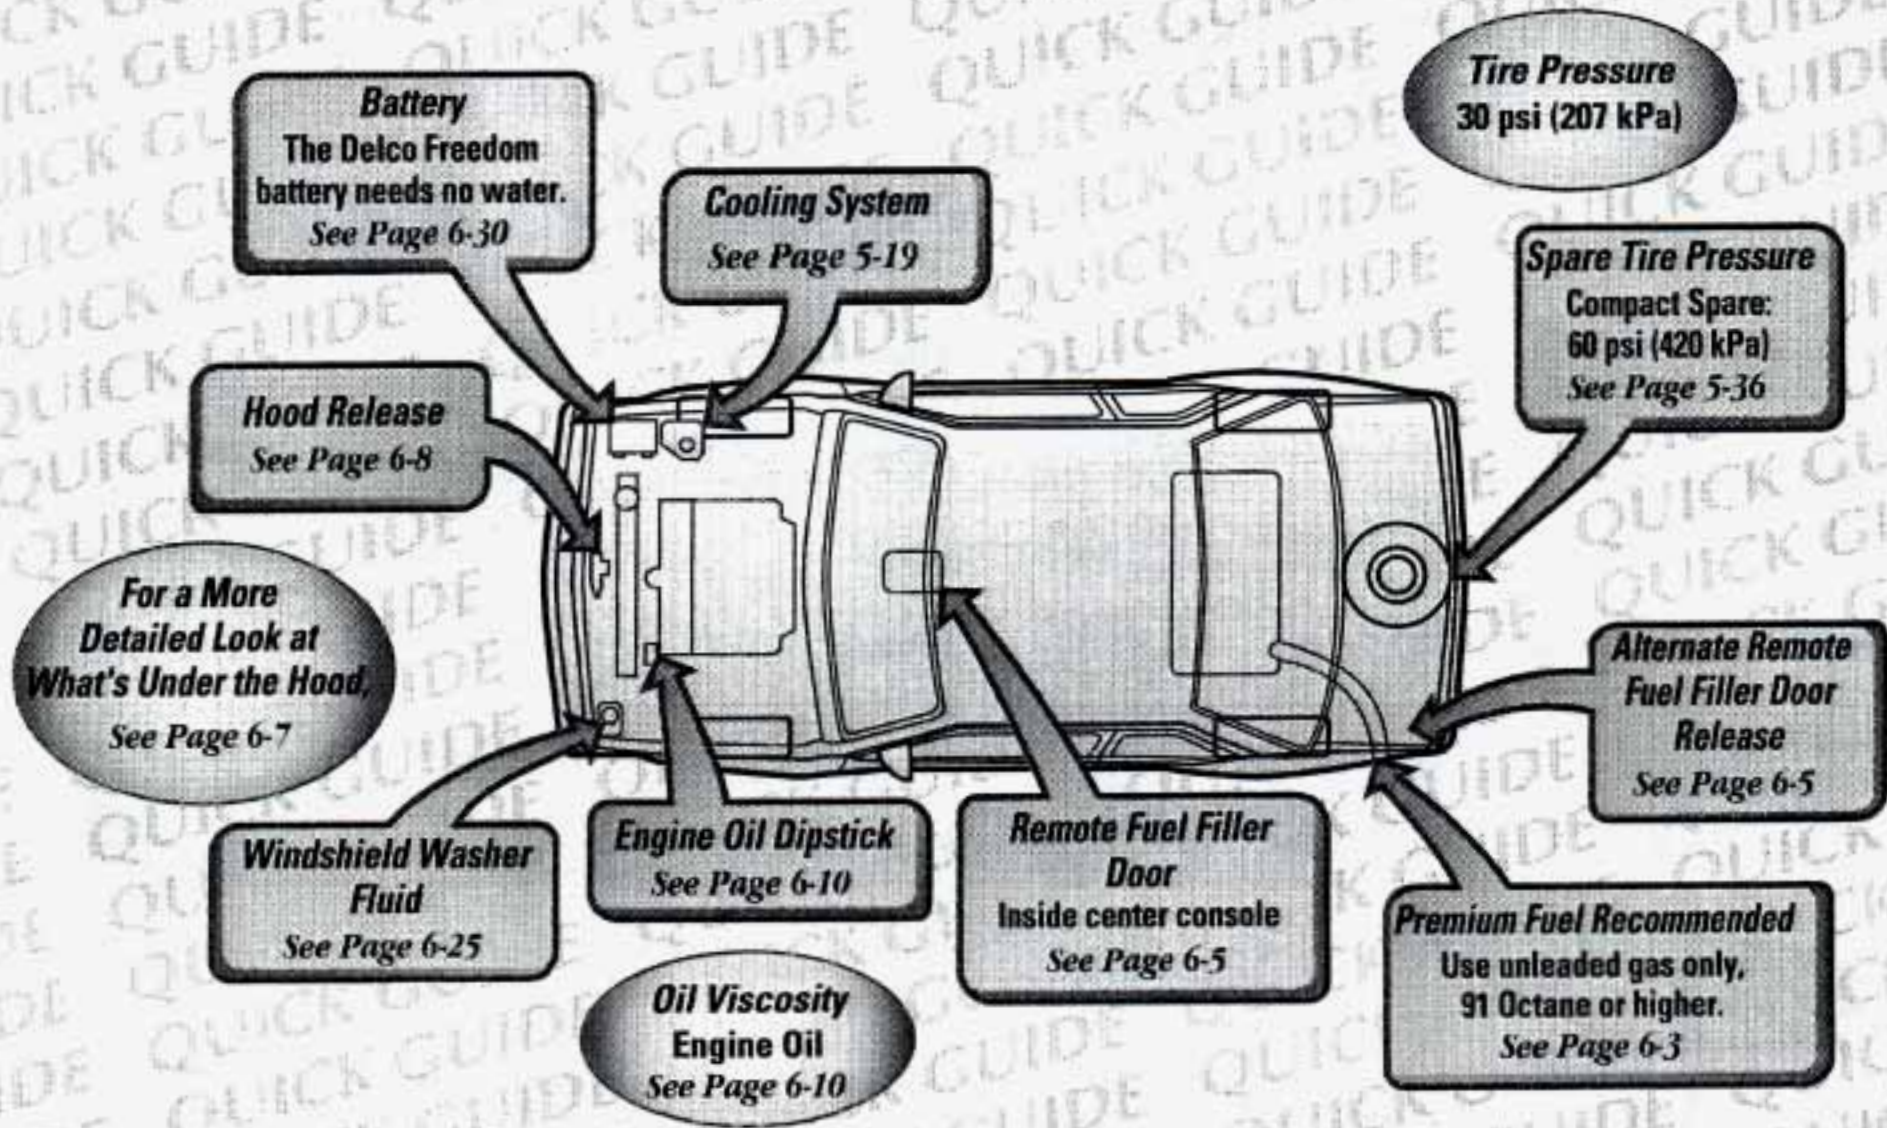 Battery
The Delco Freedom
battery needs no water.
See Page 6-30
Cooling System
See Page 5-19
Tire Pressure
30 psi (207 kPa)
Spare Tire Pressure
Compact Spare:
60 psi (420 kPa)
See Page 5-36
Hood Release
See Page 6-8
For a More
Detailed Look at
What's Under the Hood,
See Page 6-7
Alternate Remote
Fuel Filler Door
Release
See Page 6-5
Windshield Washer
Fluid
See Page 6-25
Engine Oil Dipstick
See Page 6-10
Remote Fuel Filler
Door
Inside center console
See Page 6-5
Premium Fuel Recommended
Use unleaded gas only,
91 Octane or higher.
See Page 6-3
Oil Viscosity
Engine Oil
See Page 6-10
QUICK GUIDE